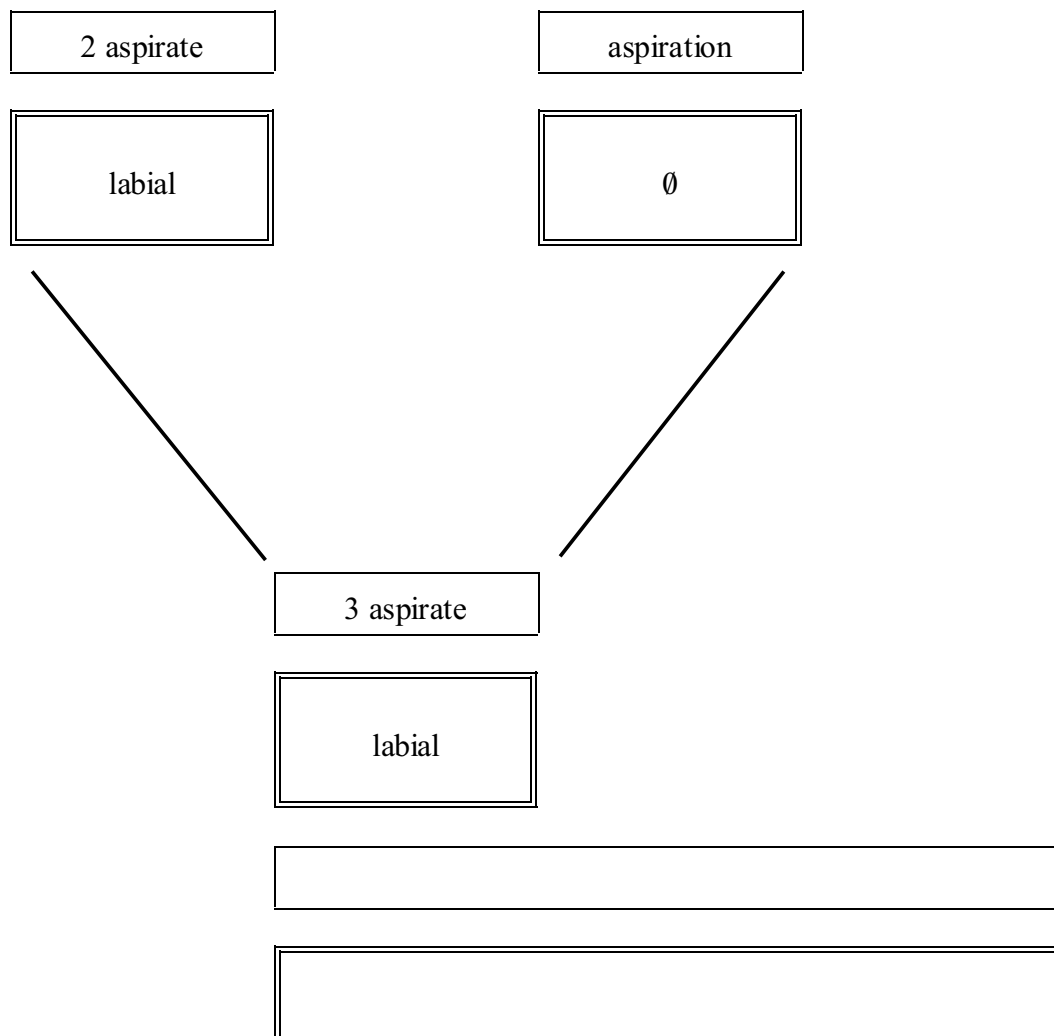 2 aspirate
aspiration
labial
∅
3 aspirate
labial